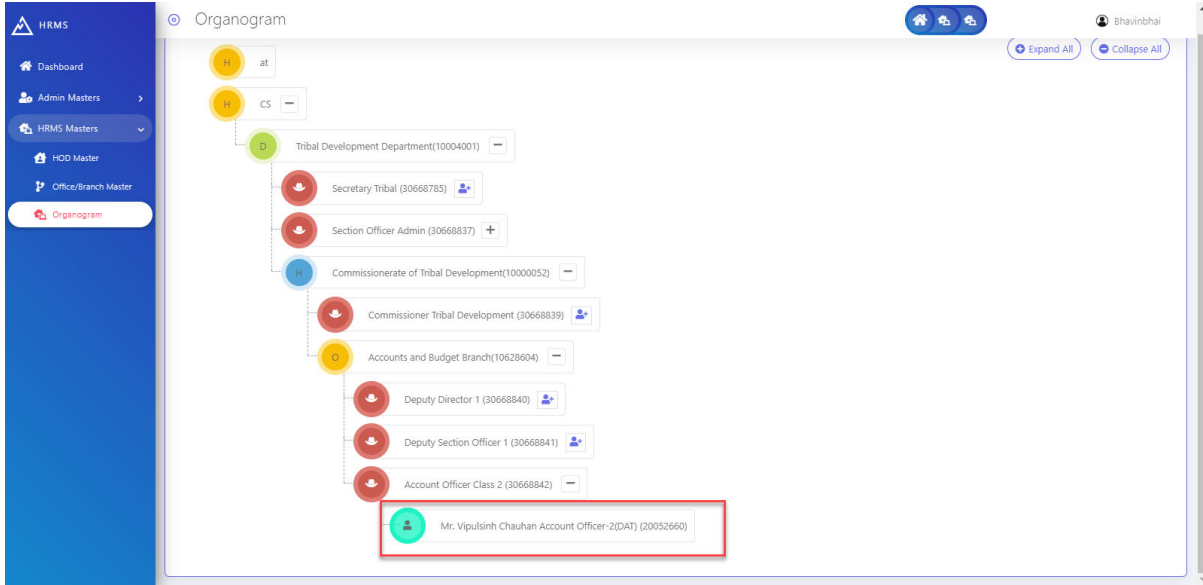 HRMS
Organogram
Bhavinbhai
Expand All
Collapse All
Dashboard
Admin Masters
HRMS Masters
HOD Master
Office/Branch Master
Organogram
H at
H CS
D Tribal Development Department(10004001)
Secretary Tribal (30668785)
Section Officer Admin (30668837)
H Commissionerate of Tribal Development(10000052)
Commissioner Tribal Development (30668839)
O Accounts and Budget Branch(10628604)
Deputy Director 1 (30668840)
Deputy Section Officer 1 (30668841)
Account Officer Class 2 (30668842)
Mr. Vipulsinh Chauhan Account Officer-2(DAT) (20052660)